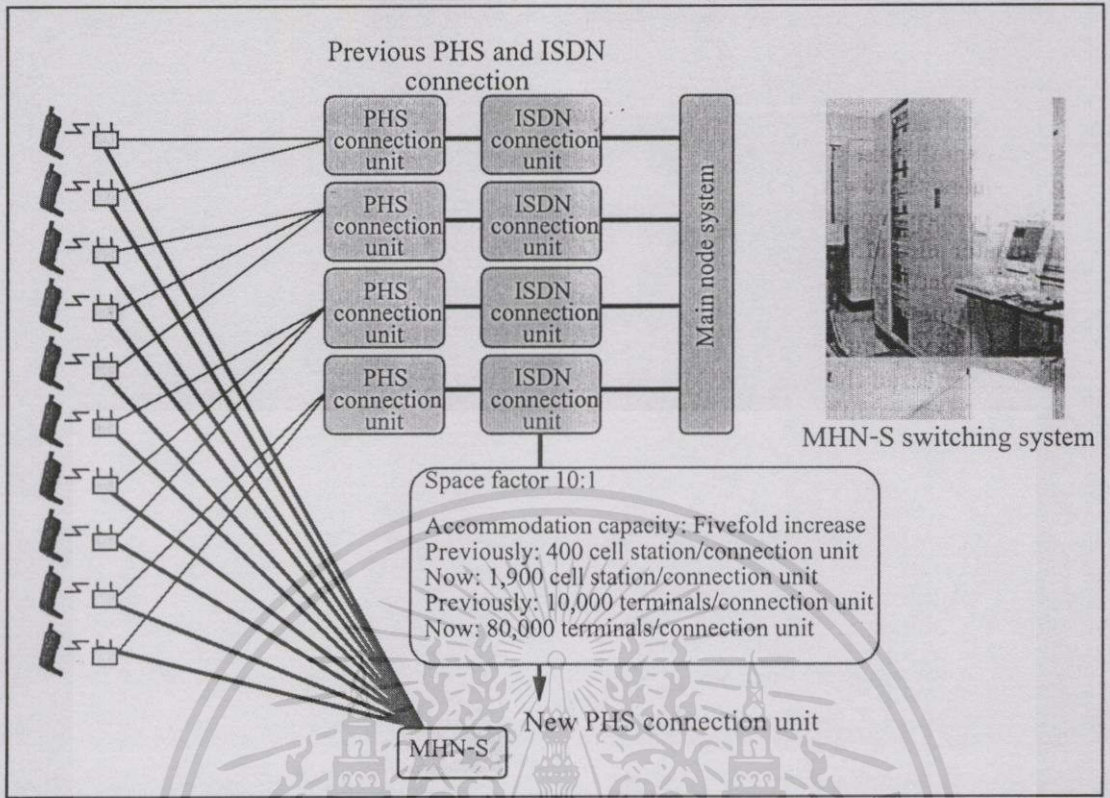 Previous PHS and ISDN
connection
PHS
connection
unit
ISDN
connection
unit
PHS
connection
unit
ISDN
connection
unit
PHS
connection
unit
ISDN
connection
unit
PHS
connection
unit
ISDN
connection
unit
Main node system
MHN-S switching system
Space factor 10:1
Accommodation capacity: Fivefold increase
Previously: 400 cell station/connection unit
Now: 1,900 cell station/connection unit
Previously: 10,000 terminals/connection unit
Now: 80,000 terminals/connection unit
New PHS connection unit
MHN-S